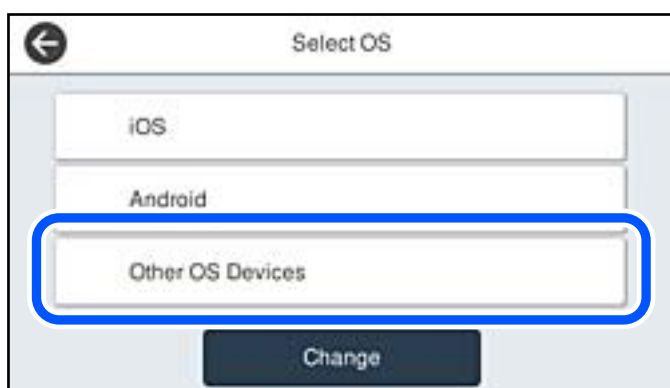 Select OS
iOS
Android
Other OS Devices
Change